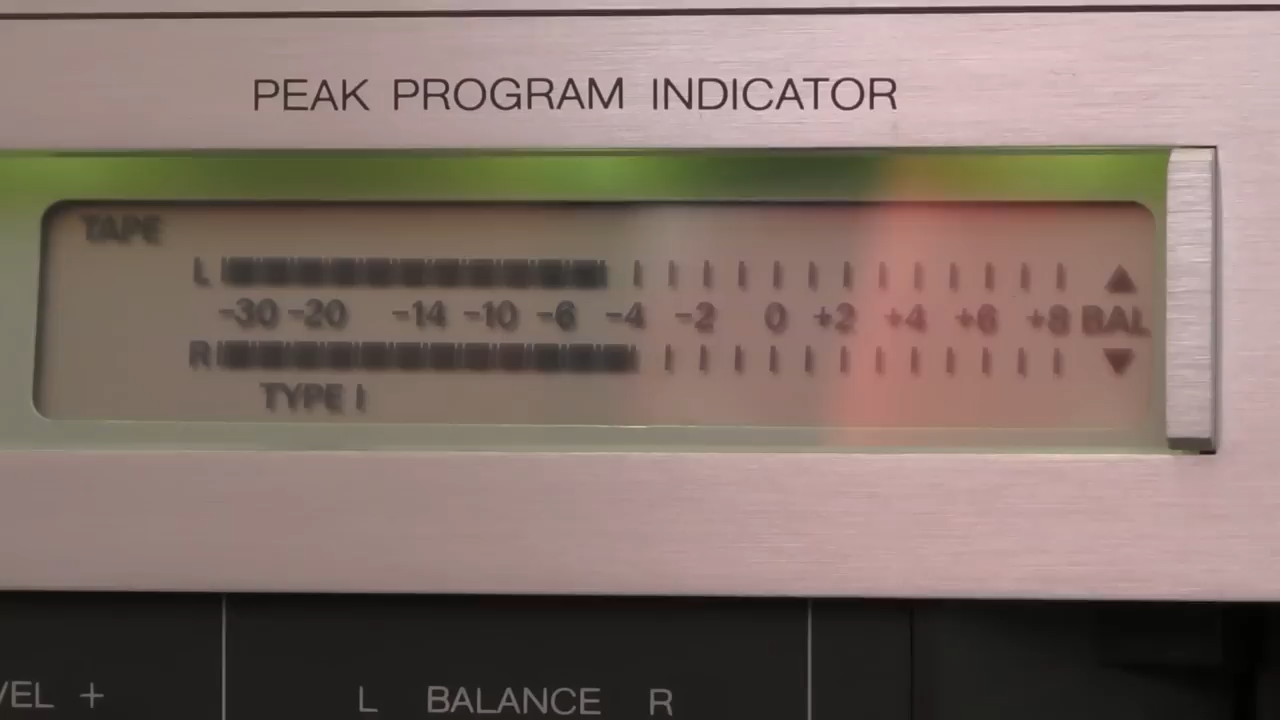 PEAK PROGRAM INDICATOR
TAPE
L
-30 -20 -14 -10 -6 -4 -2 0 +2 +4 +6 +8 BAL
R
TYPE I
VEL + L BALANCE R